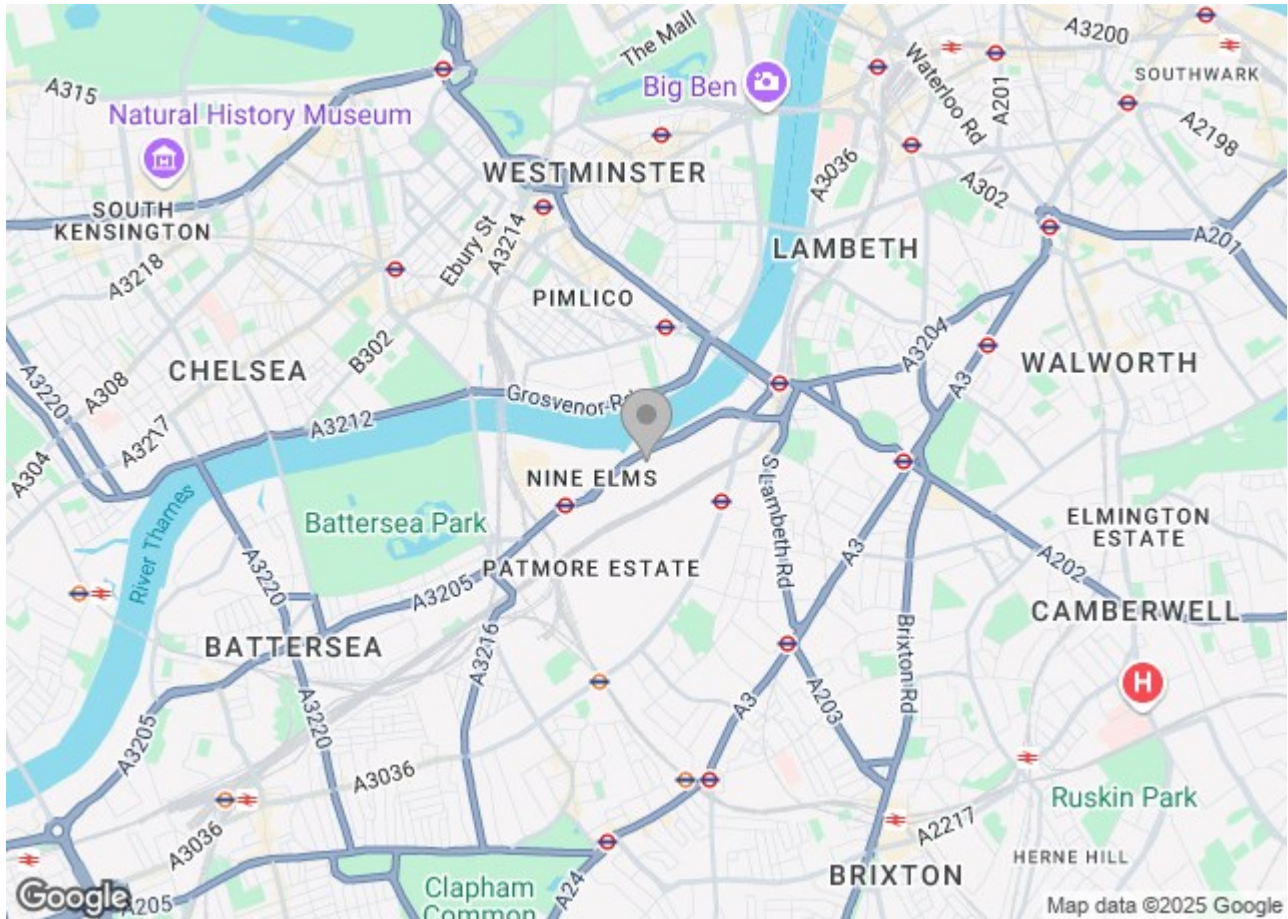 The Mall
A3200
A315
Big Ben
Waterloo Rd
A201
SOUTHWARK
Natural History Museum
A2198
WESTMINSTER
A3036
A302
SOUTH
KENSINGTON
Ebury St
A3214
LAMBETH
A201
A3218
PIMLICO
B302
A3204
CHELSEA
WALWORTH
A3220
A308
A3
Grosvenor Rd
A3212
A3217
A304
NINE ELMS
S Lambeth Rd
Battersea Park
ELMINGTON
ESTATE
River Thames
A3220
A3
A202
PATMORE ESTATE
A3205
CAMBERWELL
BATTERSEA
A3216
Brixton Rd
H
A3
A203
A3220
A3205
A3036
Ruskin Park
A2217
A3036
HERNE HILL
BRIXTON
Clapham
Common
A24
Google
A205
Map data ©2025 Google